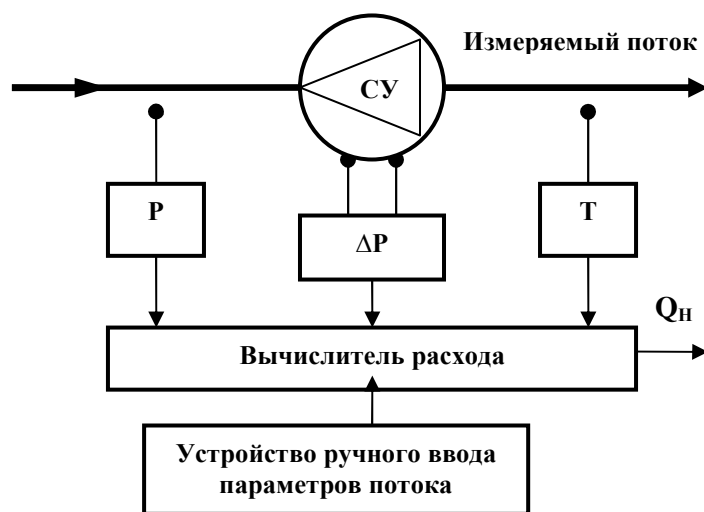 Измеряемый поток
СУ
P
ΔP
T
Qн
Вычислитель расхода
Устройство ручного ввода
параметров потока